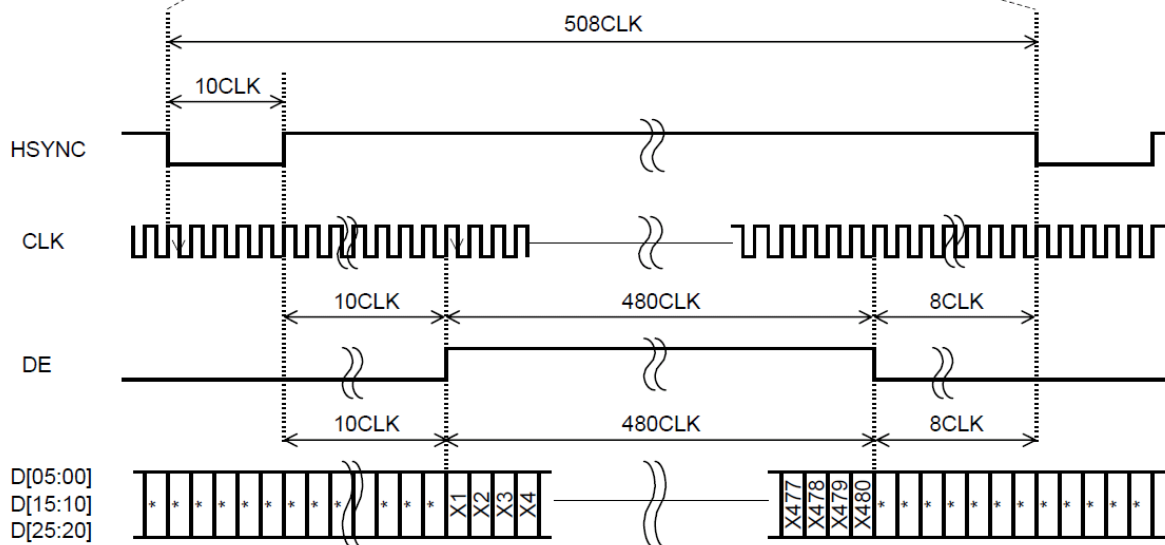 508CLK
10CLK
HSYNC
CLK
10CLK 480CLK 8CLK
DE
10CLK 480CLK 8CLK
D[05:00]
D[15:10]
D[25:20]
* * * * * * * * * * * * X1 X2 X3 X4 X477 X478 X479 X480 * * * * * * * * * * * *